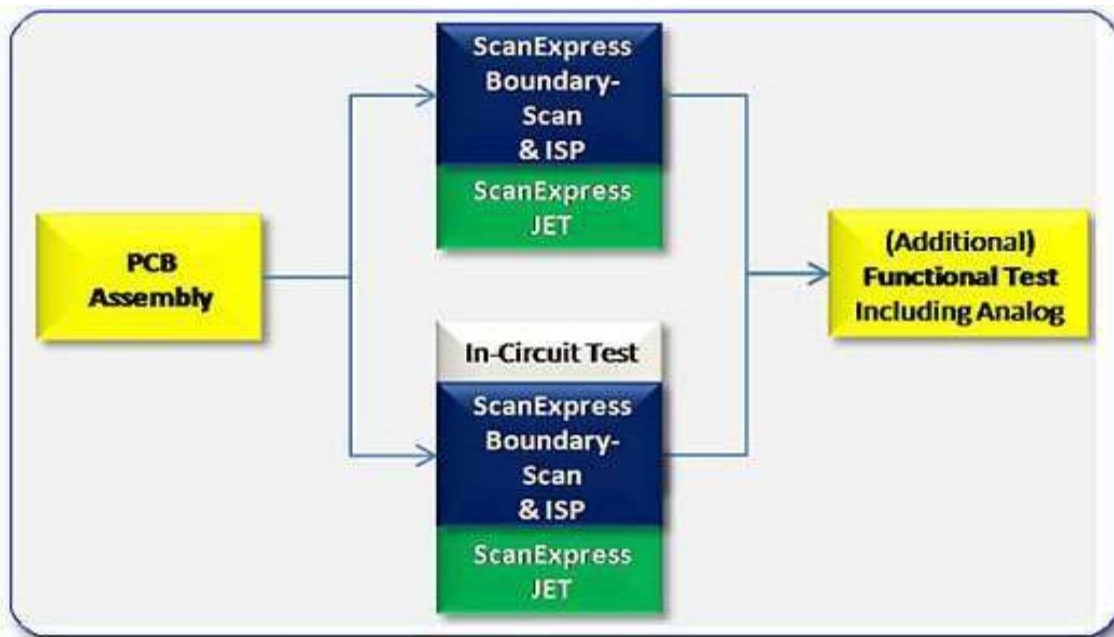 PCB
Assembly
ScanExpress
Boundary-
Scan
& ISP
ScanExpress
JET
In-Circuit Test
ScanExpress
Boundary-
Scan
& ISP
ScanExpress
JET
(Additional)
Functional Test
Including Analog